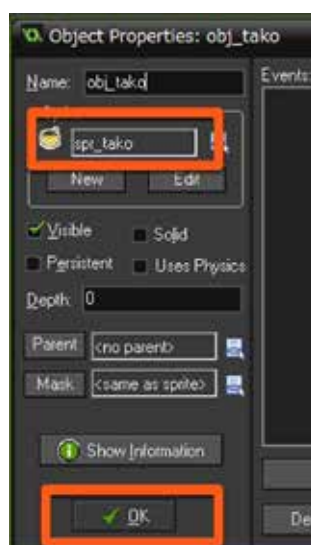 Object Properties: obj_tako
Name: obj_tako
Events:
spr_tako
New Edit
Visible Solid
Persistent Uses Physics
Depth: 0
Parent <no parent>
Mask <same as sprite>
Show Information
OK
De